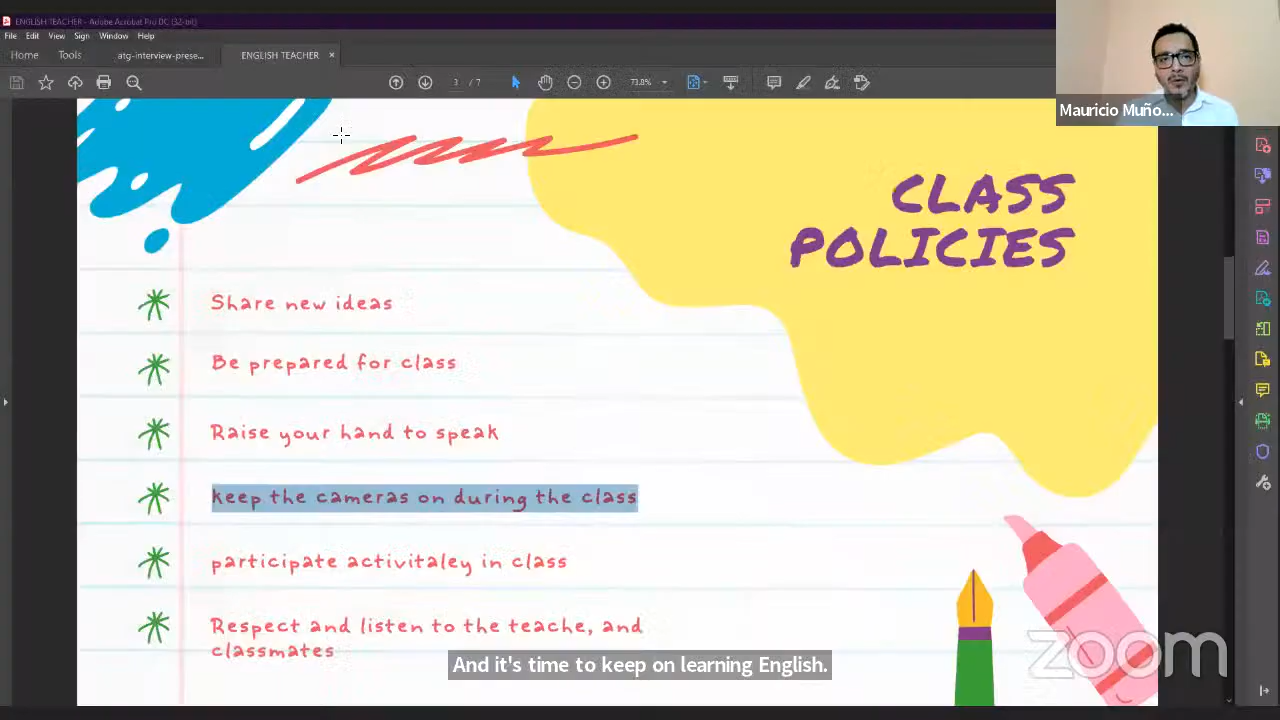 ENGLISH TEACHER - Adobe Acrobat Pro DC (32-bit)
File Edit View Sign Window Help
Home Tools atg-interview-prese... ENGLISH TEACHER ×
3 / 7 73.8%
Mauricio Muño...
CLASS
POLICIES
Share new ideas
Be prepared for class
Raise your hand to speak
keep the cameras on during the class
participate activitaley in class
Respect and listen to the teache, and
classmates
And it's time to keep on learning English.
zoom